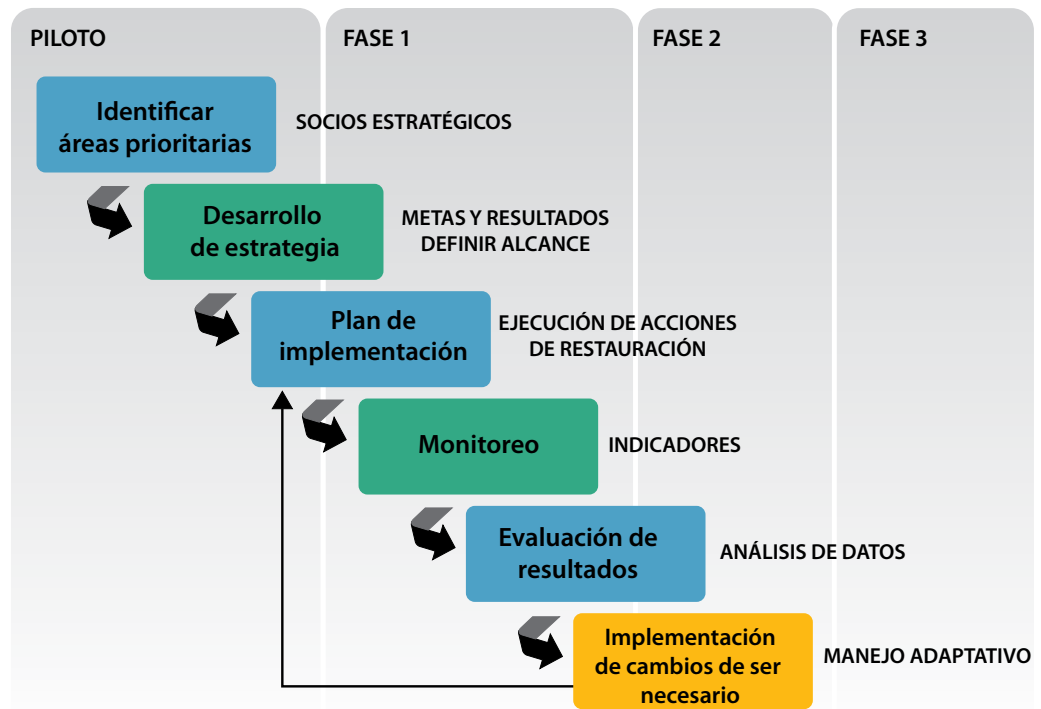 PILOTO
FASE 1
FASE 2
FASE 3
Identificar
áreas prioritarias
SOCIOS ESTRATÉGICOS
Desarrollo
de estrategia
METAS Y RESULTADOS
DEFINIR ALCANCE
Plan de
implementación
EJECUCIÓN DE ACCIONES
DE RESTAURACIÓN
Monitoreo
INDICADORES
Evaluación de
resultados
ANÁLISIS DE DATOS
Implementación
de cambios de ser
necesario
MANEJO ADAPTATIVO